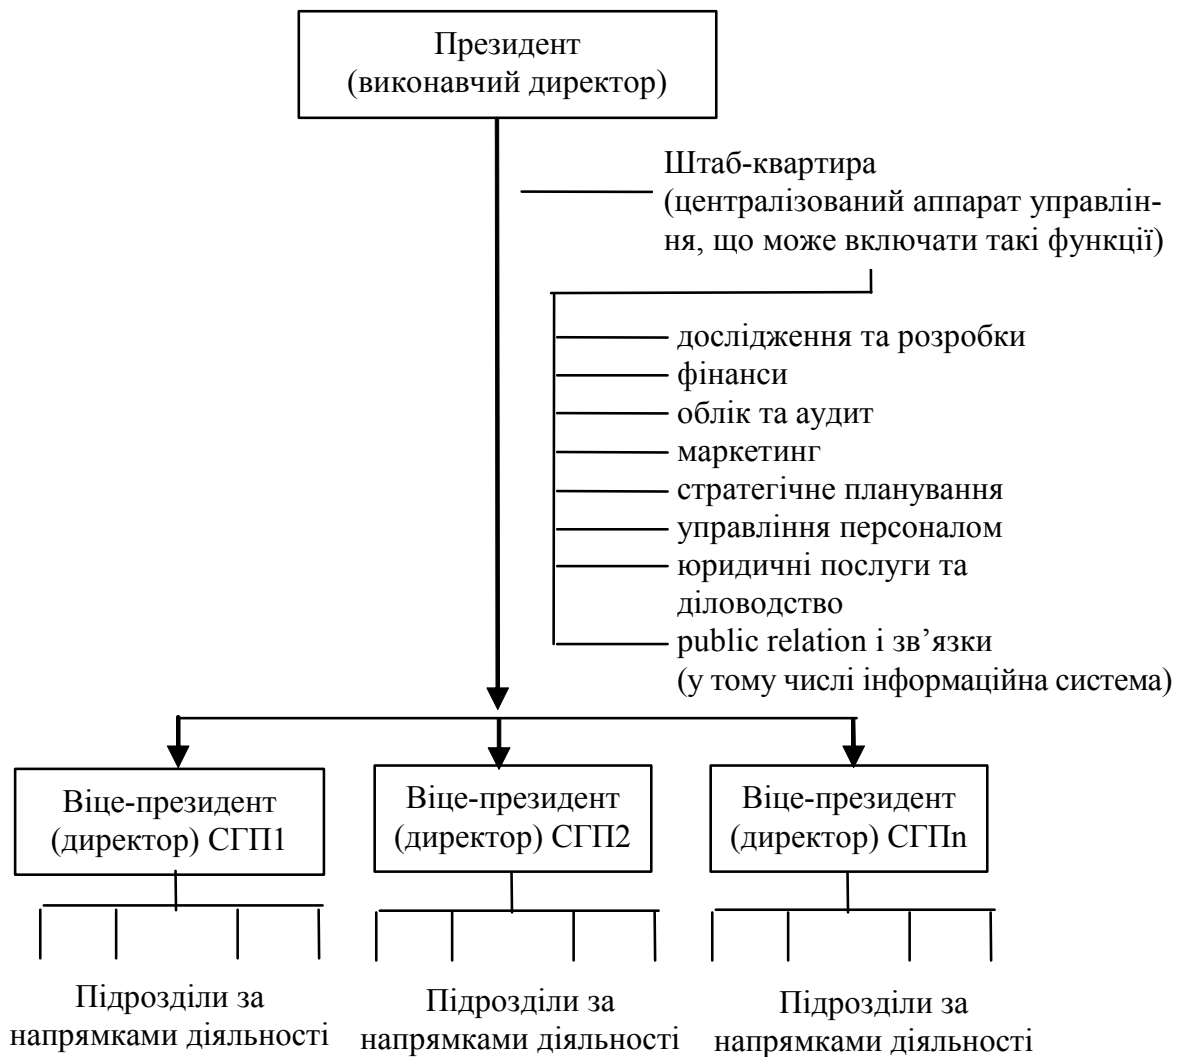 Президент
(виконавчий директор)
Штаб-квартира
(централізований аппарат управлін-
ня, що може включати такі функції)
дослідження та розробки
фінанси
облік та аудит
маркетинг
стратегічне планування
управління персоналом
юридичні послуги та
діловодство
public relation і зв’язки
(у тому числі інформаційна система)
Віце-президент
(директор) СГП1
Віце-президент
(директор) СГП2
Віце-президент
(директор) СГПn
Підрозділи за
напрямками діяльності
Підрозділи за
напрямками діяльності
Підрозділи за
напрямками діяльності